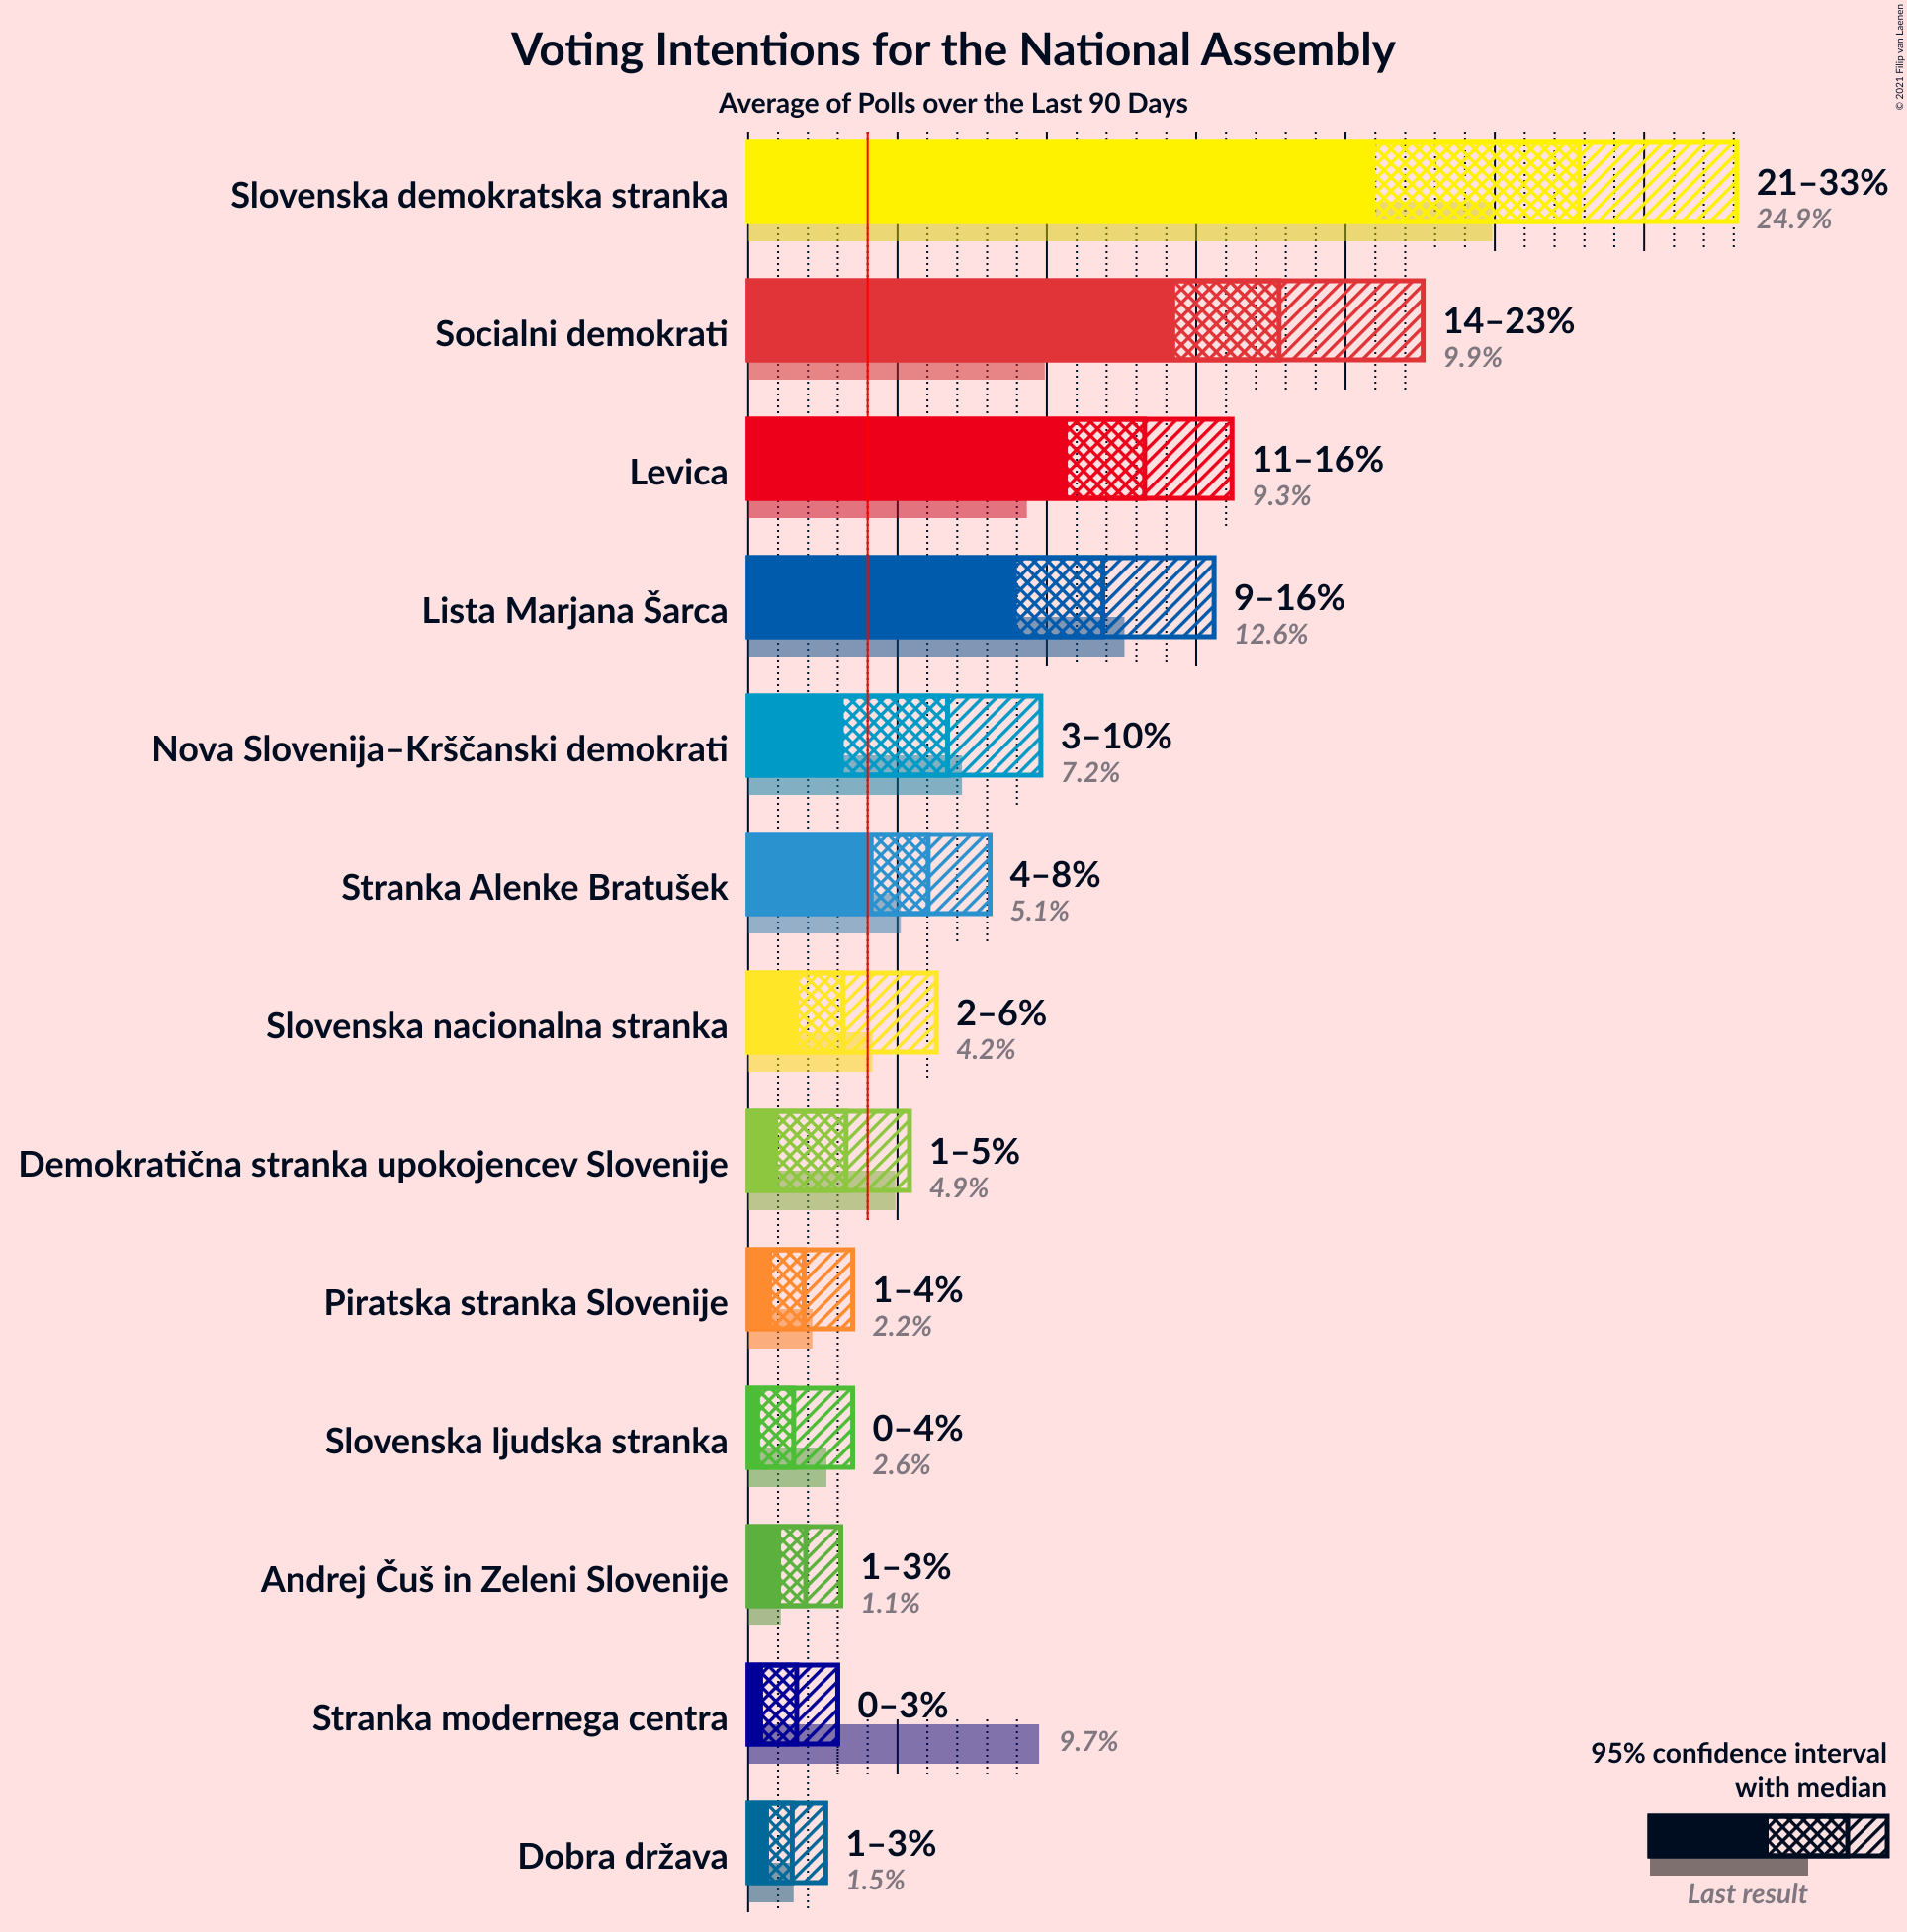 Voting Intentions for the National Assembly
Average of Polls over the Last 90 Days
© 2021 Filip van Laenen
Slovenska demokratska stranka
21–33%
24.9%
Socialni demokrati
14–23%
9.9%
Levica
11–16%
9.3%
Lista Marjana Šarca
9–16%
12.6%
Nova Slovenija–Krščanski demokrati
3–10%
7.2%
Stranka Alenke Bratušek
4–8%
5.1%
Slovenska nacionalna stranka
2–6%
4.2%
Demokratična stranka upokojencev Slovenije
1–5%
4.9%
Piratska stranka Slovenije
1–4%
2.2%
Slovenska ljudska stranka
0–4%
2.6%
Andrej Čuš in Zeleni Slovenije
1–3%
1.1%
Stranka modernega centra
0–3%
9.7%
Dobra država
1–3%
1.5%
95% confidence interval
with median
Last result